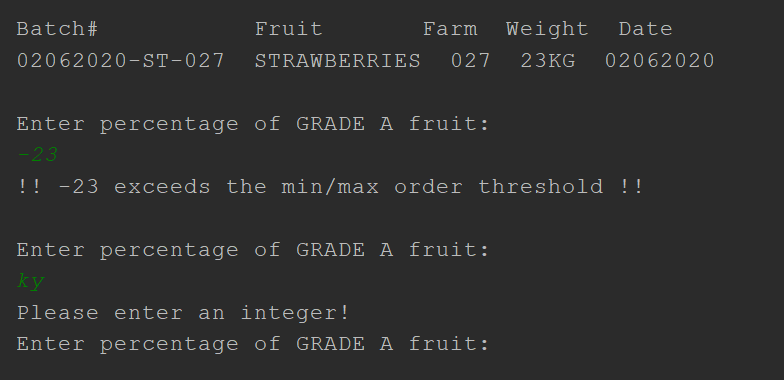 Batch# Fruit Farm Weight Date
02062020-ST-027 STRAWBERRIES 027 23KG 02062020
Enter percentage of GRADE A fruit:
-23
!! -23 exceeds the min/max order threshold !!
Enter percentage of GRADE A fruit:
ky
Please enter an integer!
Enter percentage of GRADE A fruit: